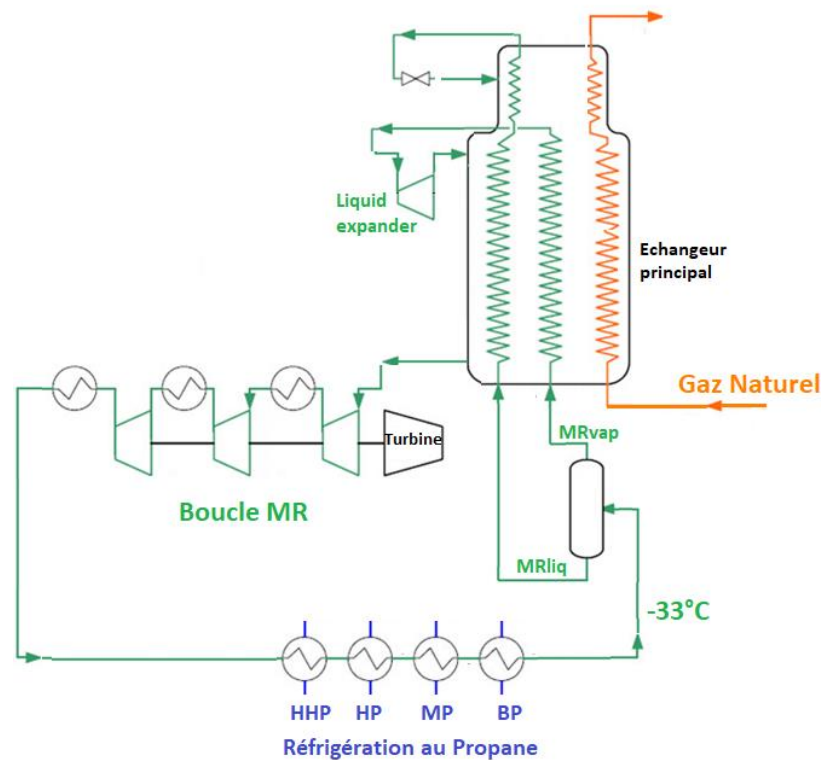 Liquid
expander
Echangeur
principal
Gaz Naturel
Turbine
MRvap
Boucle MR
MRliq
-33°C
HHP HP MP BP
Réfrigération au Propane